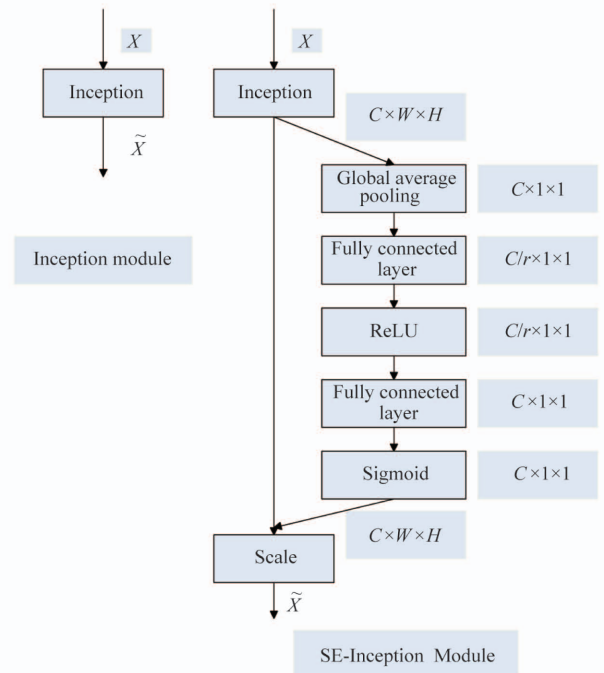 X
Inception
X̃
Inception module
X
Inception
C×W×H
Global average
pooling
C×1×1
Fully connected
layer
C/r×1×1
ReLU
C/r×1×1
Fully connected
layer
C×1×1
Sigmoid
C×1×1
C×W×H
Scale
X̃
SE-Inception Module